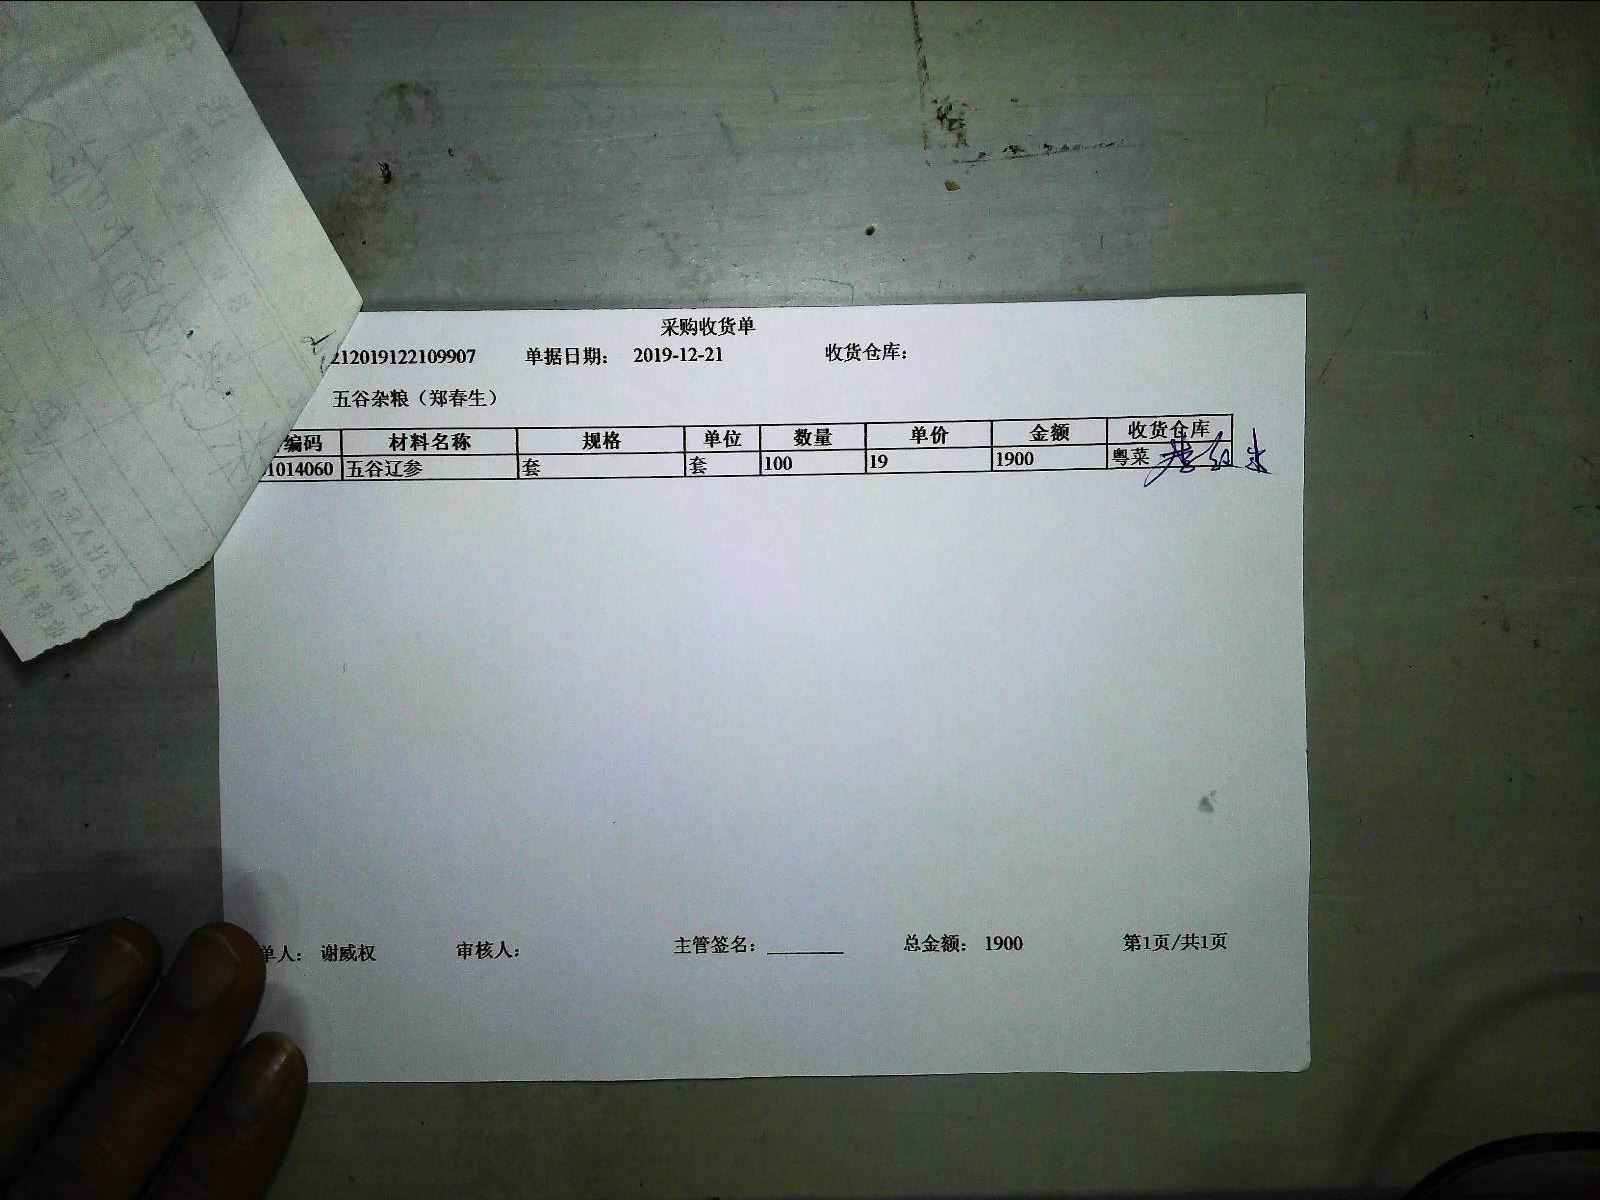 采购收货单
212019122109907 单据日期： 2019-12-21 收货仓库：
五谷杂粮（郑春生）
编码 材料名称 规格 单位 数量 单价 金额 收货仓库
1014060 五谷辽参 套 套 100 19 1900 粤菜
单人： 谢威权 审核人： 主管签名： 总金额： 1900 第1页/共1页